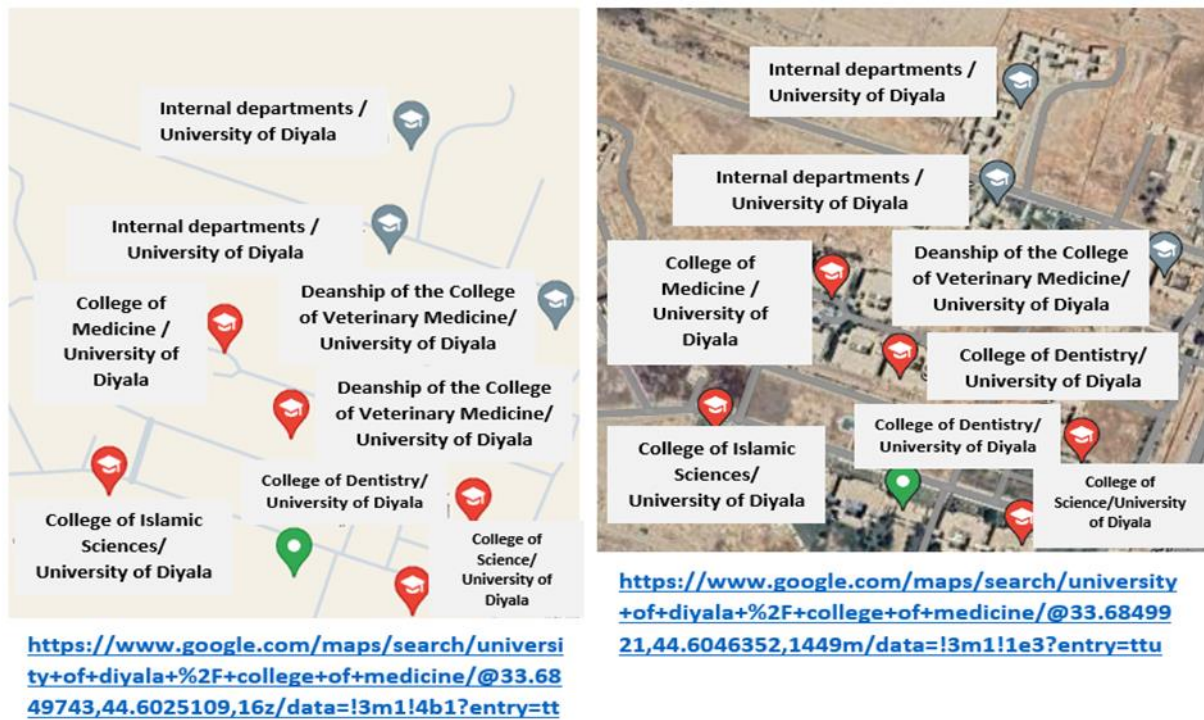 Internal departments /
University of Diyala
Internal departments /
University of Diyala
College of
Medicine /
University of
Diyala
Deanship of the College
of Veterinary Medicine/
University of Diyala
Deanship of the College
of Veterinary Medicine/
University of Diyala
College of Islamic
Sciences/
University of Diyala
College of Dentistry/
University of Diyala
College of
Science/
University of
Diyala
https://www.google.com/maps/search/universi
ty+of+diyala+%2F+college+of+medicine/@33.68
49743,44.6025109,16z/data=!3m1!4b1?entry=tt
Internal departments /
University of Diyala
Internal departments /
University of Diyala
College of
Medicine /
University of
Diyala
Deanship of the College
of Veterinary Medicine/
University of Diyala
College of Dentistry/
University of Diyala
College of Islamic
Sciences/
University of Diyala
College of Dentistry/
University of Diyala
College of
Science/University
of Diyala
https://www.google.com/maps/search/university
+of+diyala+%2F+college+of+medicine/@33.68499
21,44.6046352,1449m/data=!3m1!1e3?entry=ttu